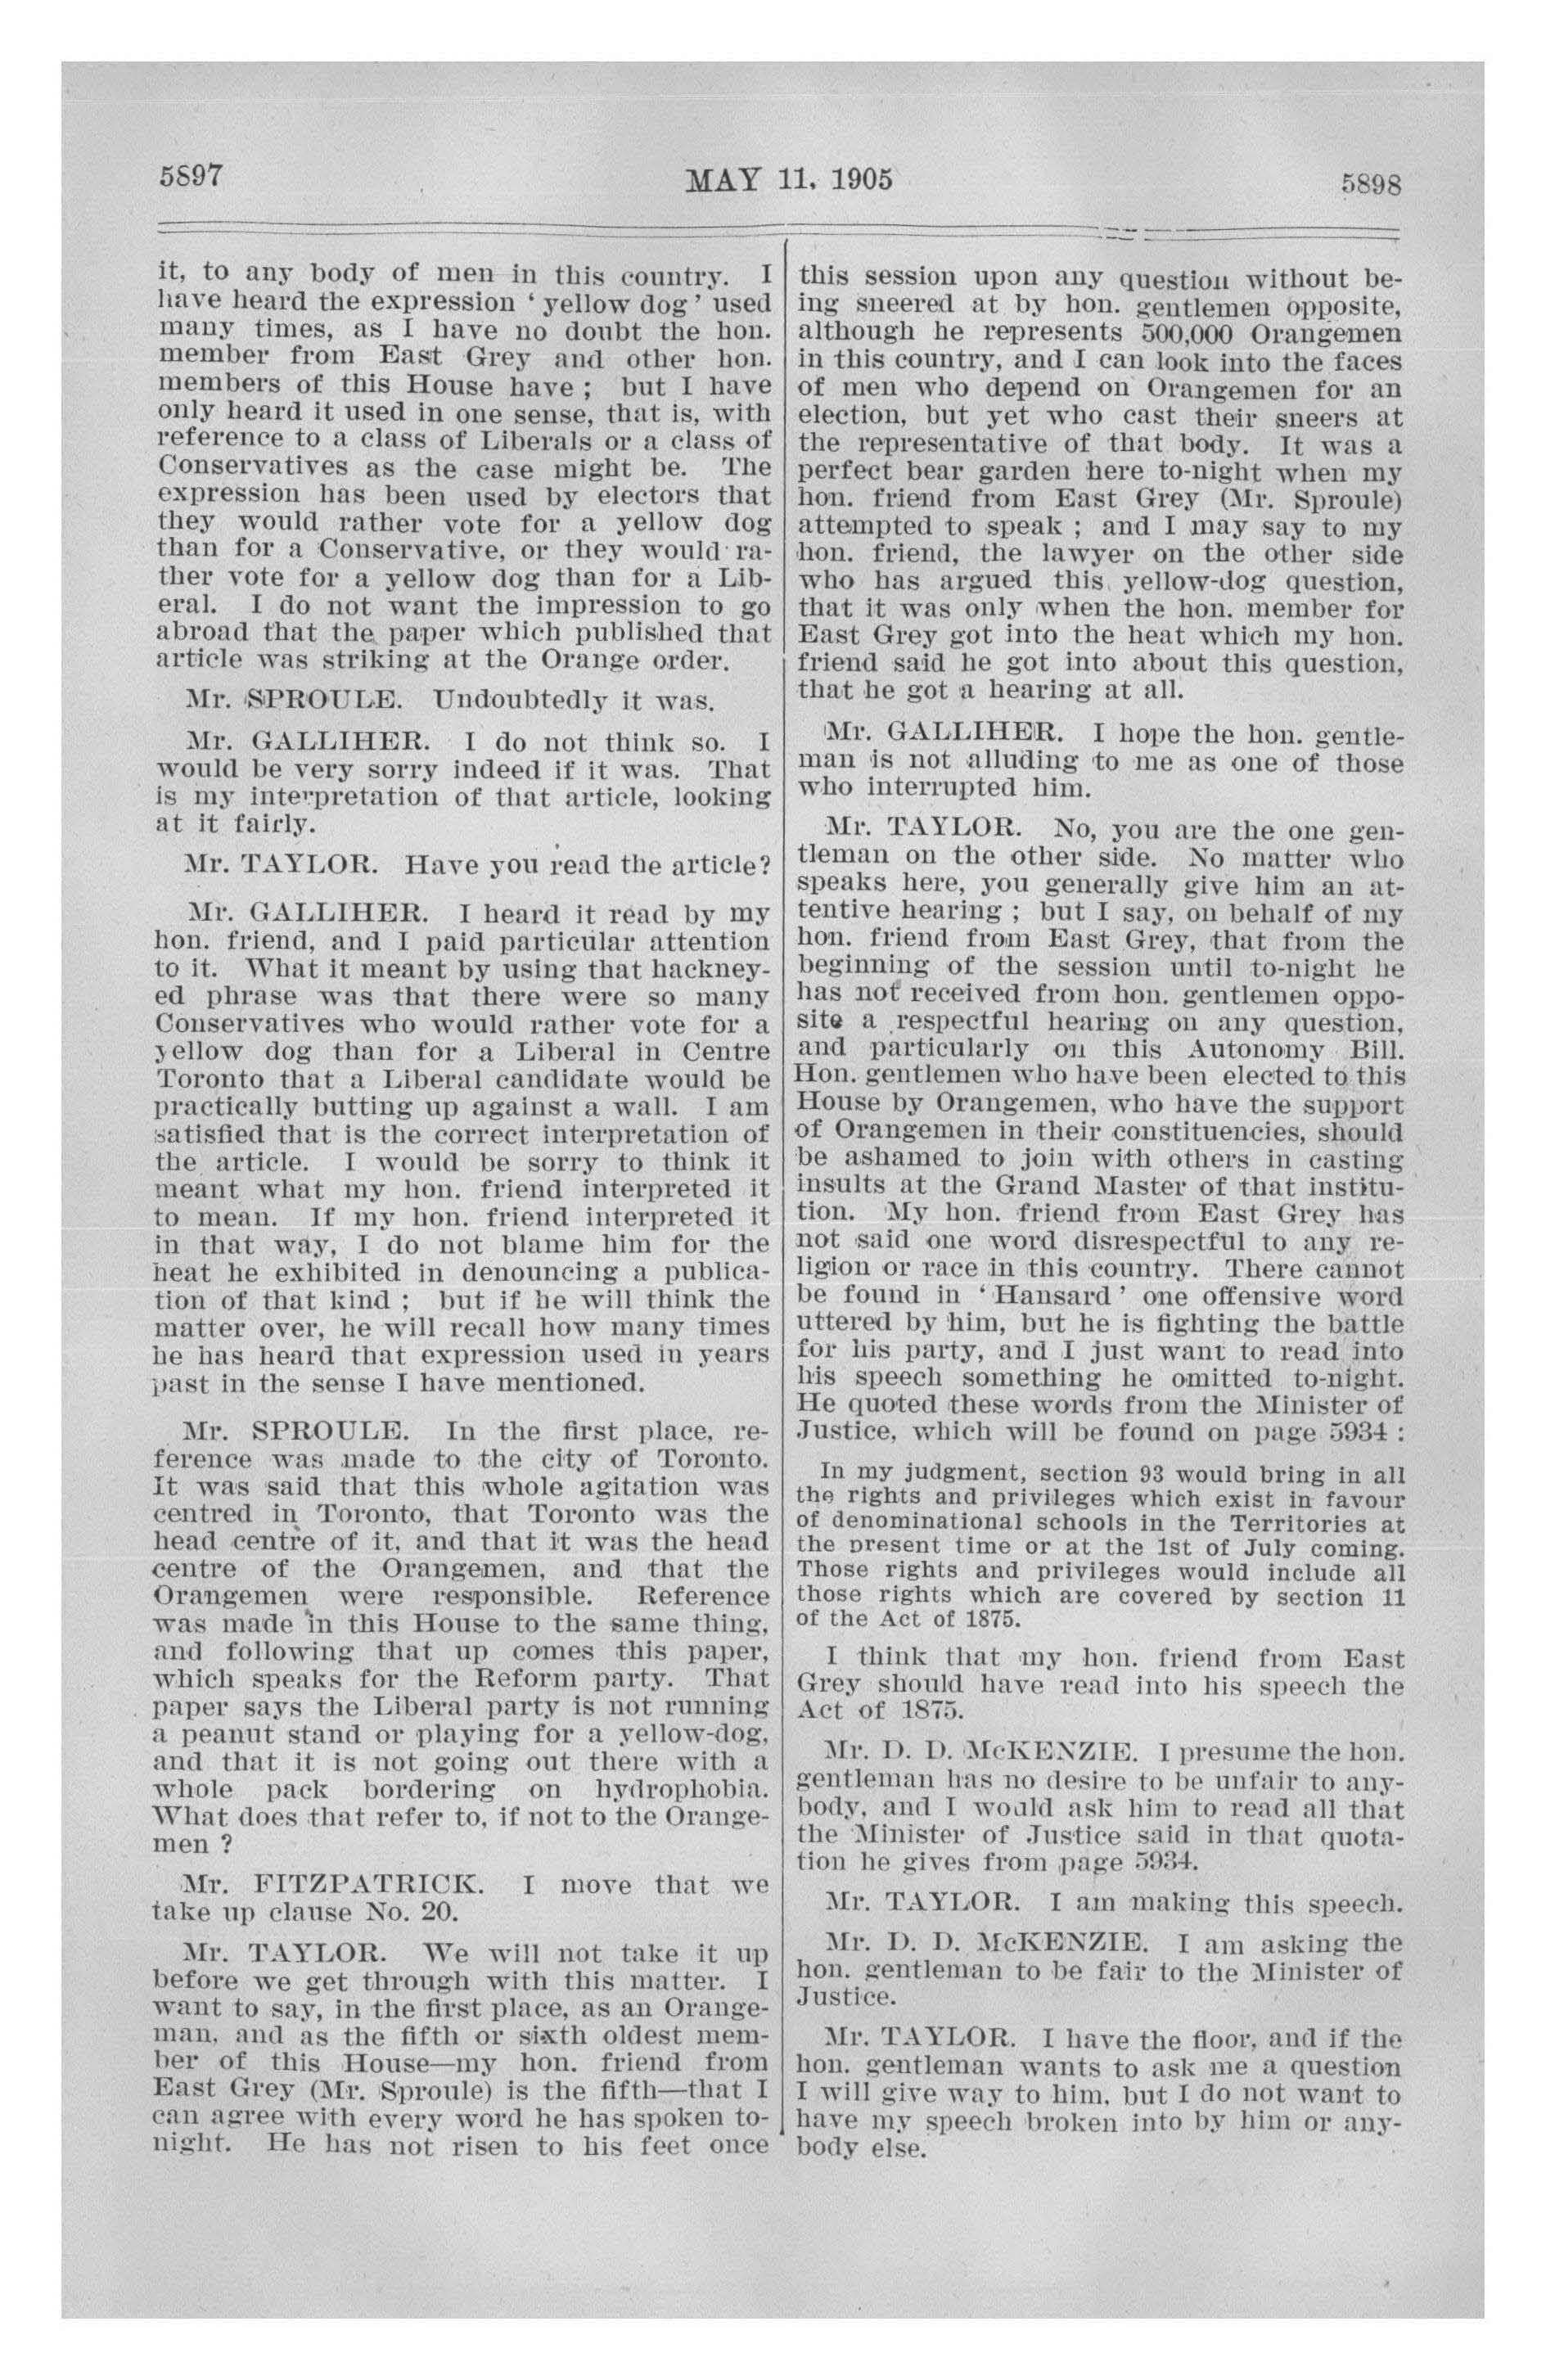 5897
MAY 11, 1905
5898
it, to any body of men in this country. I
have heard the expression ‘ yellow dog ’ used
many times, as I have no doubt the hon.
member from East Grey and other hon.
members of this House have ; but I have
only heard it used in one sense, that is, with
reference to a class of Liberals or a class of
Conservatives as the case might be. The
expression has been used by electors that
they would rather vote for a yellow dog
than for a Conservative, or they would ra-
ther vote for a yellow dog than for a Lib-
eral. I do not want the impression to go
abroad that the paper which published that
article was striking at the Orange order.
Mr. SPROULE. Undoubtedly it was.
Mr. GALLIHER. I do not think so. I
would be very sorry indeed if it was. That
is my interpretation of that article, looking
at it fairly.
Mr. TAYLOR. Have you read the article?
Mr. GALLIHER. I heard it read by my
hon. friend, and I paid particular attention
to it. What it meant by using that hackney-
ed phrase was that there were so many
Conservatives who would rather vote for a
yellow dog than for a Liberal in Centre
Toronto that a Liberal candidate would be
practically butting up against a wall. I am
satisfied that is the correct interpretation of
the article. I would be sorry to think it
meant what my hon. friend interpreted it
to mean. If my hon. friend interpreted it
in that way, I do not blame him for the
heat he exhibited in denouncing a publica-
tion of that kind ; but if he will think the
matter over, he will recall how many times
he has heard that expression used in years
past in the sense I have mentioned.
Mr. SPROULE. In the first place, re-
ference was made to the city of Toronto.
It was said that this whole agitation was
centred in Toronto, that Toronto was the
head centre of it, and that it was the head
centre of the Orangemen, and that the
Orangemen were responsible. Reference
was made in this House to the same thing,
and following that up comes this paper,
which speaks for the Reform party. That
paper says the Liberal party is not running
a peanut stand or playing for a yellow-dog,
and that it is not going out there with a
whole pack bordering on hydrophobia.
What does that refer to, if not to the Orange-
men ?
Mr. FITZPATRICK. I move that we
take up clause No. 20.
Mr. TAYLOR. We will not take it up
before we get through with this matter. I
want to say, in the first place, as an Orange-
man, and as the fifth or sixth oldest mem-
ber of this House—my hon. friend from
East Grey (Mr. Sproule) is the fifth—that I
can agree with every word he has spoken to-
night. He has not risen to his feet once
this session upon any question without be-
ing sneered at by hon. gentlemen opposite,
although he represents 500,000 Orangemen
in this country, and I can look into the faces
of men who depend on Orangemen for an
election, but yet who cast their sneers at
the representative of that body. It was a
perfect bear garden here to-night when my
hon. friend from East Grey (Mr. Sproule)
attempted to speak ; and I may say to my
hon. friend, the lawyer on the other side
who has argued this yellow-dog question,
that it was only when the hon. member for
East Grey got into the heat which my hon.
friend said he got into about this question,
that he got a hearing at all.
Mr. GALLIHER. I hope the hon. gentle-
man is not alluding to me as one of those
who interrupted him.
Mr. TAYLOR. No, you are the one gen-
tleman on the other side. No matter who
speaks here, you generally give him an at-
tentive hearing ; but I say, on behalf of my
hon. friend from East Grey, that from the
beginning of the session until to-night he
has not received from hon. gentlemen oppo-
site a respectful hearing on any question,
and particularly on this Autonomy Bill.
Hon. gentlemen who have been elected to this
House by Orangemen, who have the support
of Orangemen in their constituencies, should
be ashamed to join with others in casting
insults at the Grand Master of that institu-
tion. My hon. friend from East Grey has
not said one word disrespectful to any re-
ligion or race in this country. There cannot
be found in ‘ Hansard ’ one offensive word
uttered by him, but he is fighting the battle
for his party, and I just want to read into
his speech something he omitted to-night.
He quoted these words from the Minister of
Justice, which will be found on page 5934 :
In my judgment, section 93 would bring in all
the rights and privileges which exist in favour
of denominational schools in the Territories at
the present time or at the 1st of July coming.
Those rights and privileges would include all
those rights which are covered by section 11
of the Act of 1875.
I think that my hon. friend from East
Grey should have read into his speech the
Act of 1875.
Mr. D. D. McKENZIE. I presume the hon.
gentleman has no desire to be unfair to any-
body, and I would ask him to read all that
the Minister of Justice said in that quota-
tion he gives from page 5934.
Mr. TAYLOR. I am making this speech.
Mr. D. D. McKENZIE. I am asking the
hon. gentleman to be fair to the Minister of
Justice.
Mr. TAYLOR. I have the floor, and if the
hon. gentleman wants to ask me a question
I will give way to him, but I do not want to
have my speech broken into by him or any-
body else.